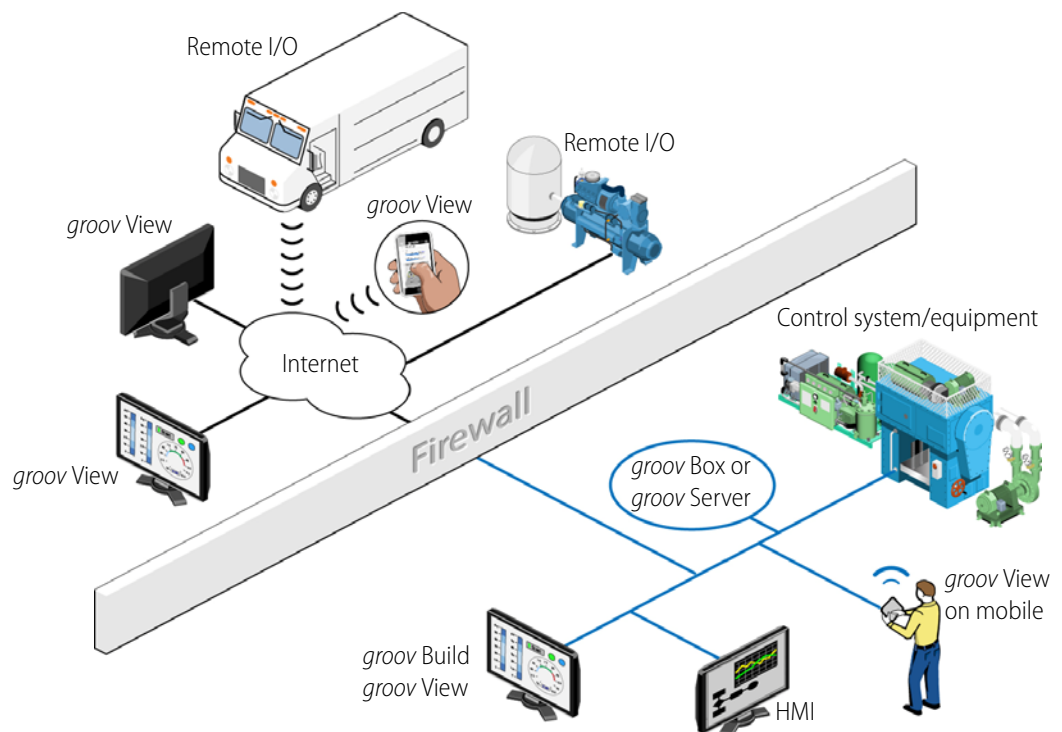 Remote I/O
Remote I/O
groov View
groov View
Control system/equipment
Internet
Firewall
groov View
groov Box or
groov Server
groov View
on mobile
groov Build
groov View
HMI